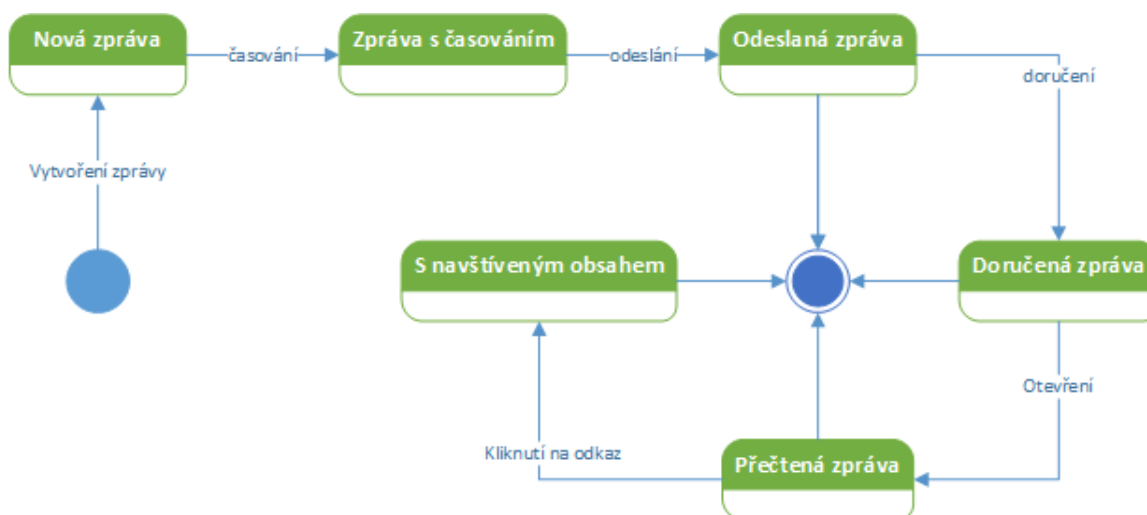 Nová zpráva
časování
Zpráva s časováním
odeslání
Odeslaná zpráva
doručení
Vytvoření zprávy
S navštíveným obsahem
Doručená zpráva
Otevření
Kliknutí na odkaz
Přečtená zpráva